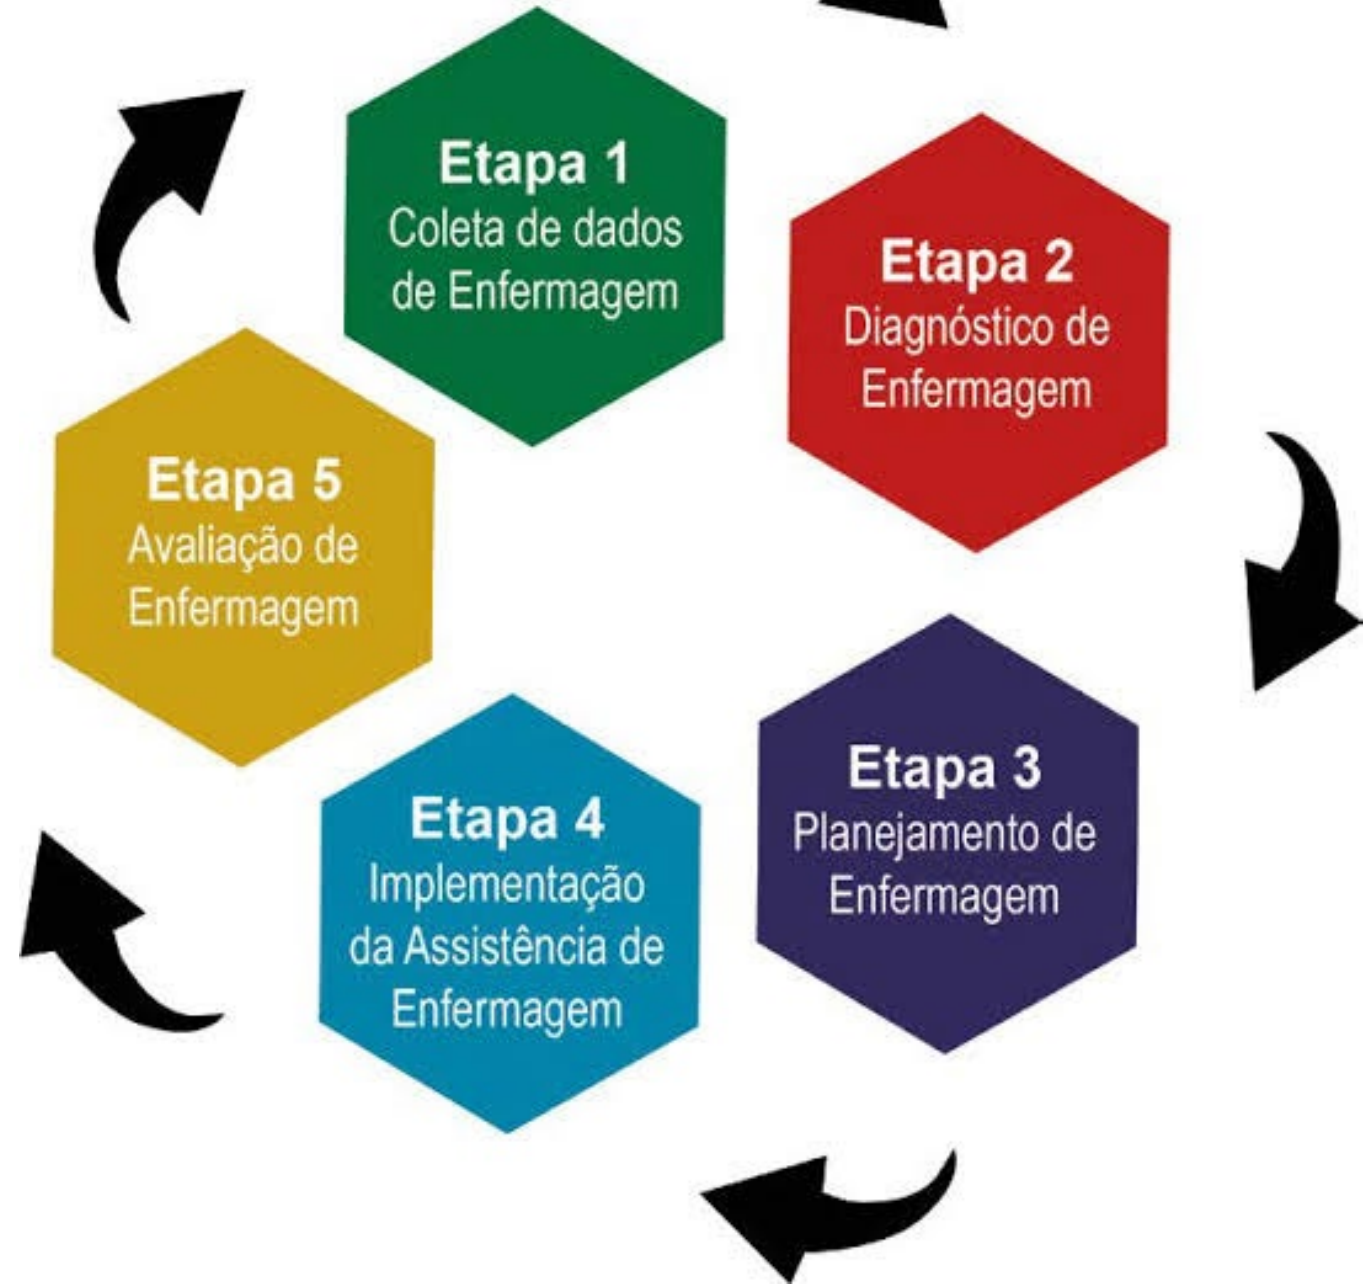 Etapa 1
Coleta de dados
de Enfermagem
Etapa 2
Diagnóstico de
Enfermagem
Etapa 3
Planejamento de
Enfermagem
Etapa 4
Implementação
da Assistência de
Enfermagem
Etapa 5
Avaliação de
Enfermagem